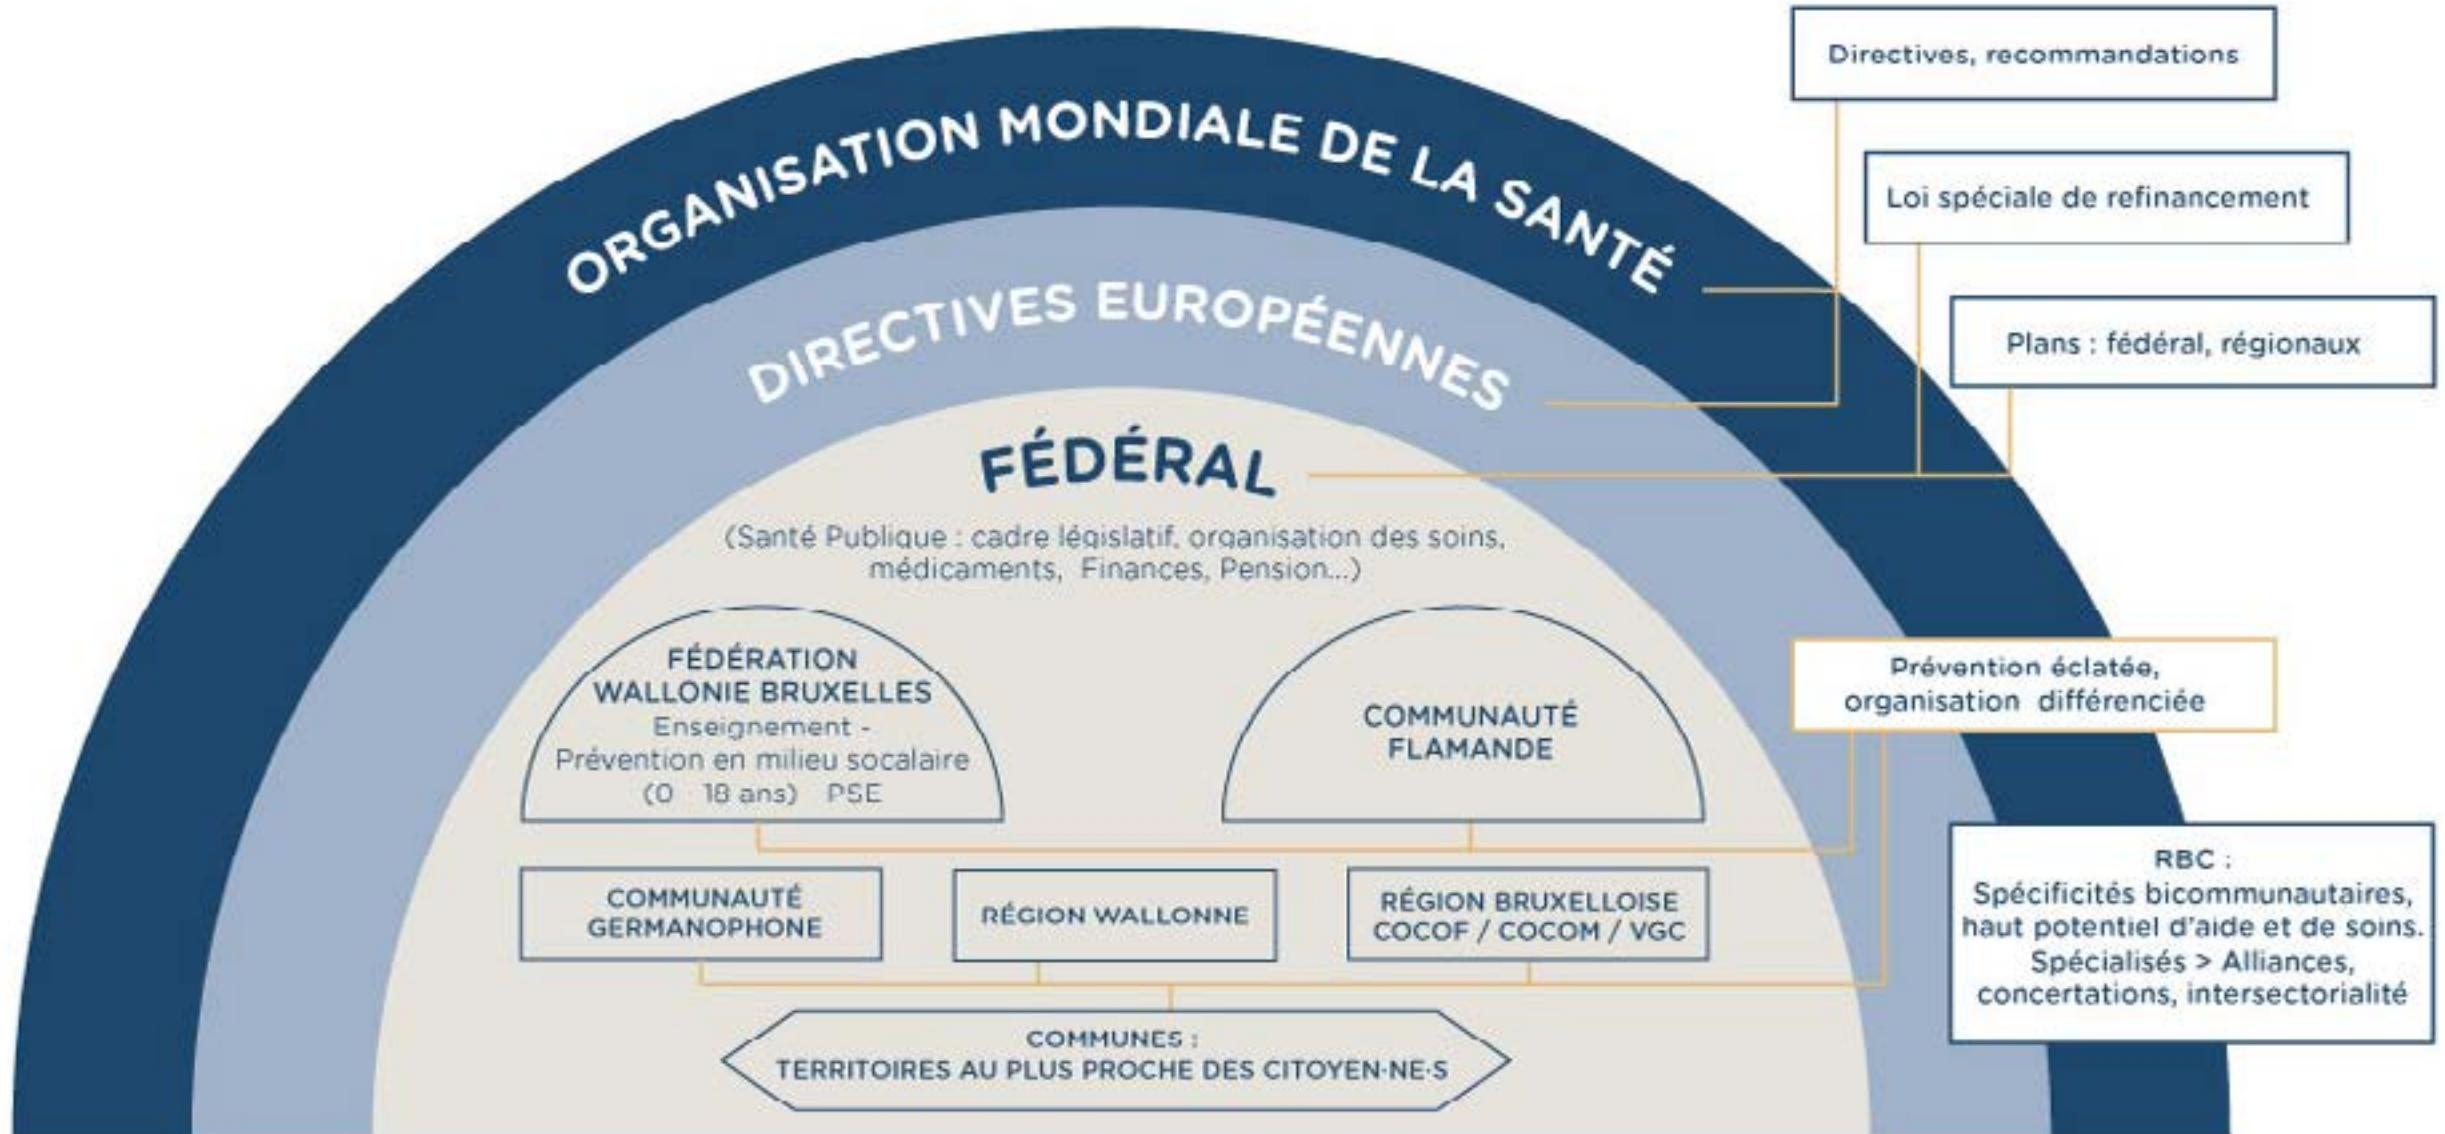 ORGANISATION MONDIALE DE LA SANTÉ
DIRECTIVES EUROPÉENNES
FÉDÉRAL
(Santé Publique : cadre législatif, organisation des soins,
médicaments, Finances, Pension...)
FÉDÉRATION
WALLONIE BRUXELLES
Enseignement -
Prévention en milieu socalaire
(0 18 ans) PSE
COMMUNAUTÉ
FLAMANDE
COMMUNAUTÉ
GERMANOPHONE
RÉGION WALLONNE
RÉGION BRUXELLOISE
COCOF / COCOM / VGC
COMMUNES :
TERRITOIRES AU PLUS PROCHE DES CITOYEN·NE·S
Directives, recommandations
Loi spéciale de refinancement
Plans : fédéral, régionaux
Prévention éclatée,
organisation différenciée
RBC :
Spécificités bicommunautaires,
haut potentiel d'aide et de soins.
Spécialisés > Alliances,
concertations, intersectorialité